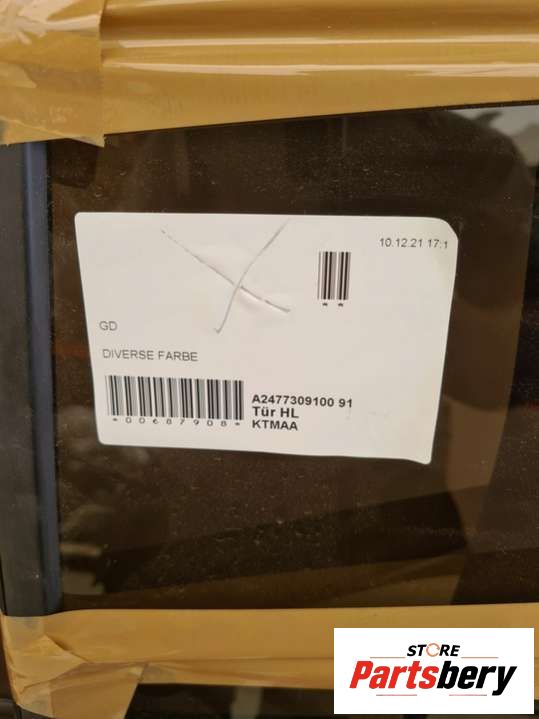 10.12.21 17:1
* *
GD
DIVERSE FARBE
*00687908*
A2477309100 91
Tür HL
KTMAA
STORE
Partsbery